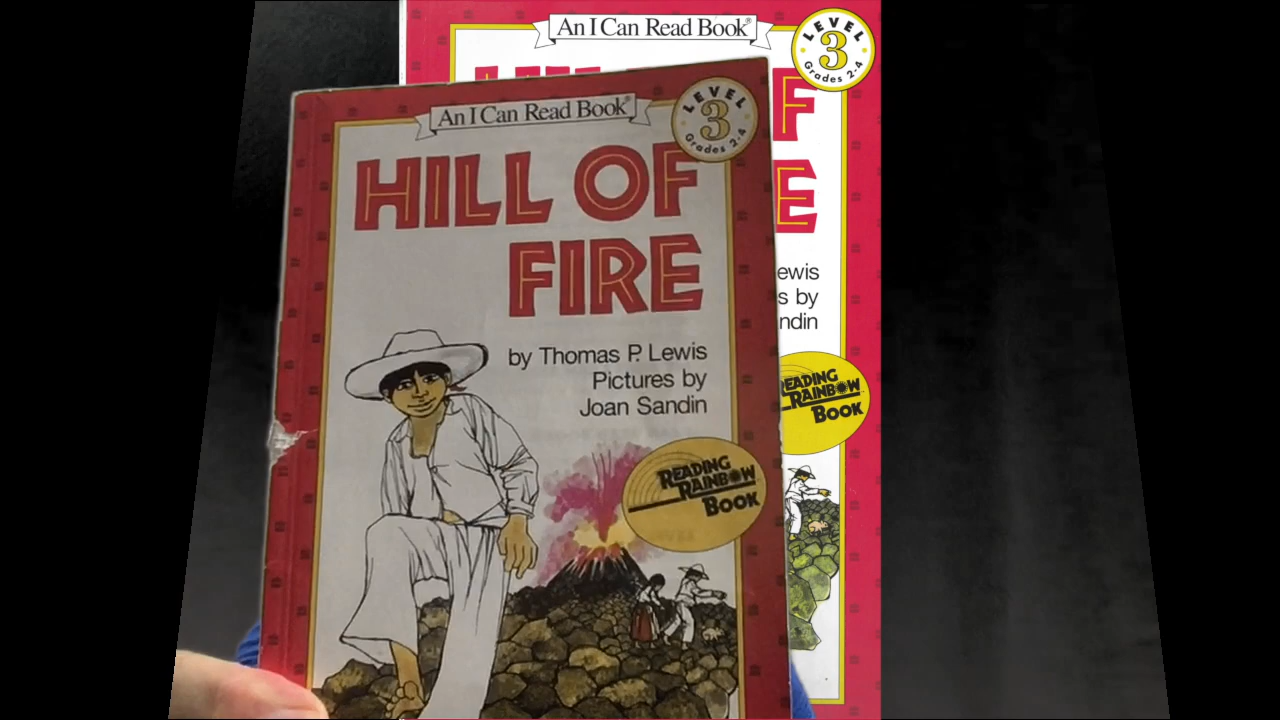 An I Can Read Book®
LEVEL
3
Grades 2-4
HILL OF
FIRE
by Thomas P. Lewis
Pictures by
Joan Sandin
READING
RAINBOW
BOOK
An I Can Read Book®
LEVEL
3
Grades 2-4
F
E
ewis
s by
ndin
READING
RAINBOW
BOOK